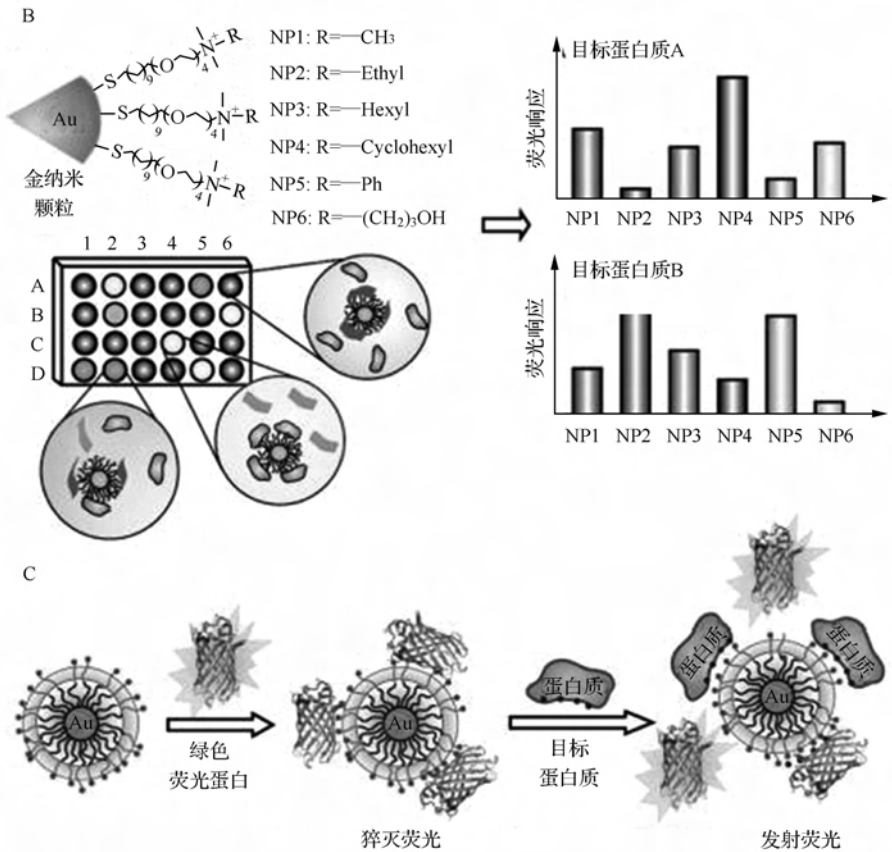 B
NP1: R=—CH3
NP2: R=—Ethyl
NP3: R=—Hexyl
NP4: R=—Cyclohexyl
NP5: R=—Ph
NP6: R=—(CH2)3OH
S 9 O 4 N+ R
Au
S 9 O 4 N+ R
S 9 O 4 N+ R
金纳米
颗粒
1 2 3 4 5 6
A
B
C
D
目标蛋白质A
荧光响应
NP1 NP2 NP3 NP4 NP5 NP6
目标蛋白质B
荧光响应
NP1 NP2 NP3 NP4 NP5 NP6
C
Au
绿色
荧光蛋白
Au
猝灭荧光
蛋白质
目标
蛋白质
蛋白质
蛋白质
Au
发射荧光